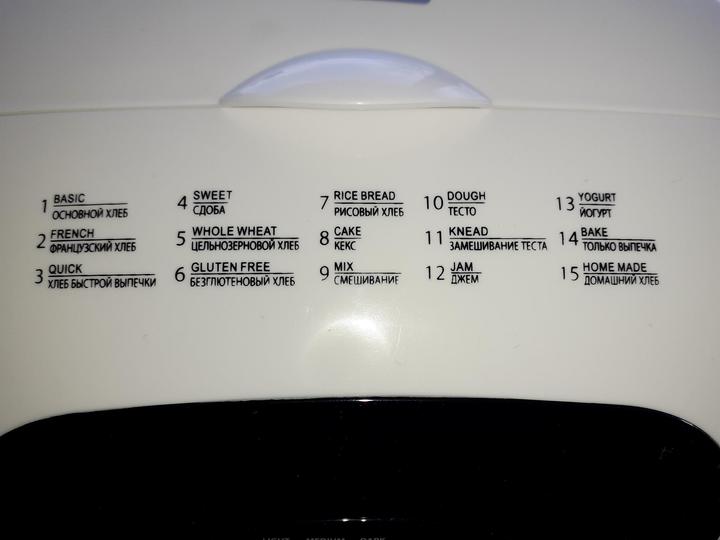 1 BASIC
ОСНОВНОЙ ХЛЕБ
2 FRENCH
ФРАНЦУЗСКИЙ ХЛЕБ
3 QUICK
ХЛЕБ БЫСТРОЙ ВЫПЕЧКИ
4 SWEET
СДОБА
5 WHOLE WHEAT
ЦЕЛЬНОЗЕРНОВОЙ ХЛЕБ
6 GLUTEN FREE
БЕЗГЛЮТЕНОВЫЙ ХЛЕБ
7 RICE BREAD
РИСОВЫЙ ХЛЕБ
8 CAKE
КЕКС
9 MIX
СМЕШИВАНИЕ
10 DOUGH
ТЕСТО
11 KNEAD
ЗАМЕШИВАНИЕ ТЕСТА
12 JAM
ДЖЕМ
13 YOGURT
ЙОГУРТ
14 BAKE
ТОЛЬКО ВЫПЕЧКА
15 HOME MADE
ДОМАШНИЙ ХЛЕБ